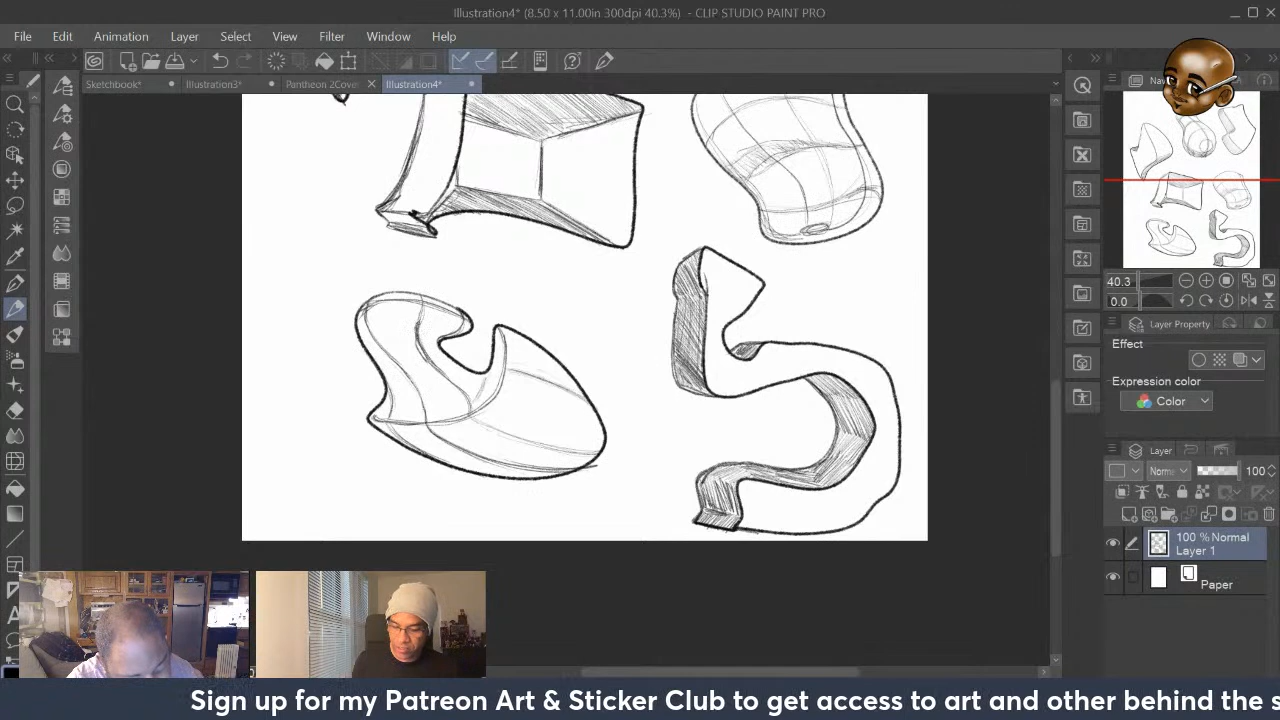 Illustration4* (8.50 x 11.00in 300dpi 40.3%) - CLIP STUDIO PAINT PRO
File Edit Animation Layer Select View Filter Window Help
Sketchbook* Illustration3* Pantheon 2Cove Illustration4*
Nav
40.3
0.0
Layer Property
Effect
Expression color
Color
Layer
Norm 100
100 % Normal
Layer 1
Paper
Sign up for my Patreon Art & Sticker Club to get access to art and other behind the s